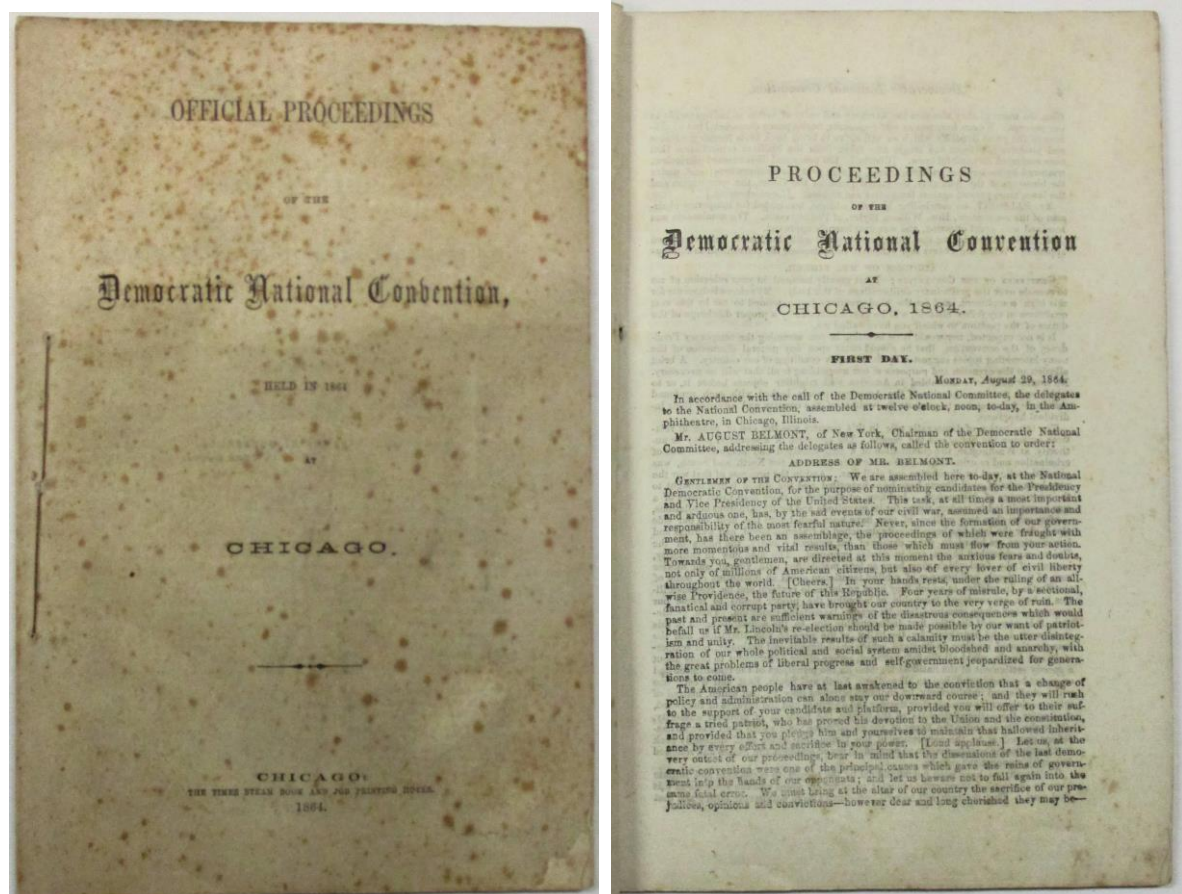 OFFICIAL PROCEEDINGS
OF THE
Democratic National Convention,
HELD IN 1864
AT
CHICAGO.
CHICAGO:
THE TIMES STEAM BOOK AND JOB PRINTING HOUSE.
1864.
PROCEEDINGS
OF THE
Democratic National Convention
AT
CHICAGO, 1864.
FIRST DAY.
MONDAY, August 29, 1864.
In accordance with the call of the Democratic National Committee, the delegates
to the National Convention, assembled at twelve o'clock, noon, to-day, in the Am-
phitheatre, in Chicago, Illinois.
Mr. AUGUST BELMONT, of New York, Chairman of the Democratic National
Committee, addressing the delegates as follows, called the convention to order:
ADDRESS OF MR. BELMONT.
GENTLEMEN OF THE CONVENTION: We are assembled here to-day, at the National
Democratic Convention, for the purpose of nominating candidates for the Presidency
and Vice Presidency of the United States. This task, at all times a most important
and arduous one, has, by the sad events of our civil war, assumed an importance and
responsibility of the most fearful nature. Never, since the formation of our govern-
ment, has there been an assemblage, the proceedings of which were fraught with
more momentous and vital results, than those which must flow from your action.
Towards you, gentlemen, are directed at this moment the anxious fears and doubts,
not only of millions of American citizens, but also of every lover of civil liberty
throughout the world. [Cheers.] In your hands rests, under the ruling of an all-
wise Providence, the future of this Republic. Four years of misrule, by a sectional,
fanatical and corrupt party, have brought our country to the very verge of ruin. The
past and present are sufficient warnings of the disastrous consequences which would
befall us if Mr. Lincoln's re-election should be made possible by our want of patriot-
ism and unity. The inevitable results of such a calamity must be the utter disinteg-
ration of our whole political and social system amidst bloodshed and anarchy, with
the great problems of liberal progress and self-government jeopardized for genera-
tions to come.
The American people have at last awakened to the conviction that a change of
policy and administration can alone stay our downward course; and they will rush
to the support of your candidate and platform, provided you will offer to their suf-
frage a tried patriot, who has proved his devotion to the Union and the constitution,
and provided that you pledge him and yourselves to maintain that hallowed inherit-
ance by every effort and sacrifice in your power. [Loud applause.] Let us, at the
very outset of our proceedings, bear in mind that the dissensions of the last demo-
cratic convention were one of the principal causes which gave the reins of govern-
ment into the hands of our opponents; and let us beware not to fall again into the
same fatal error. We must bring at the altar of our country the sacrifice of our pre-
judices, opinions and convictions—however dear and long cherished they may be—